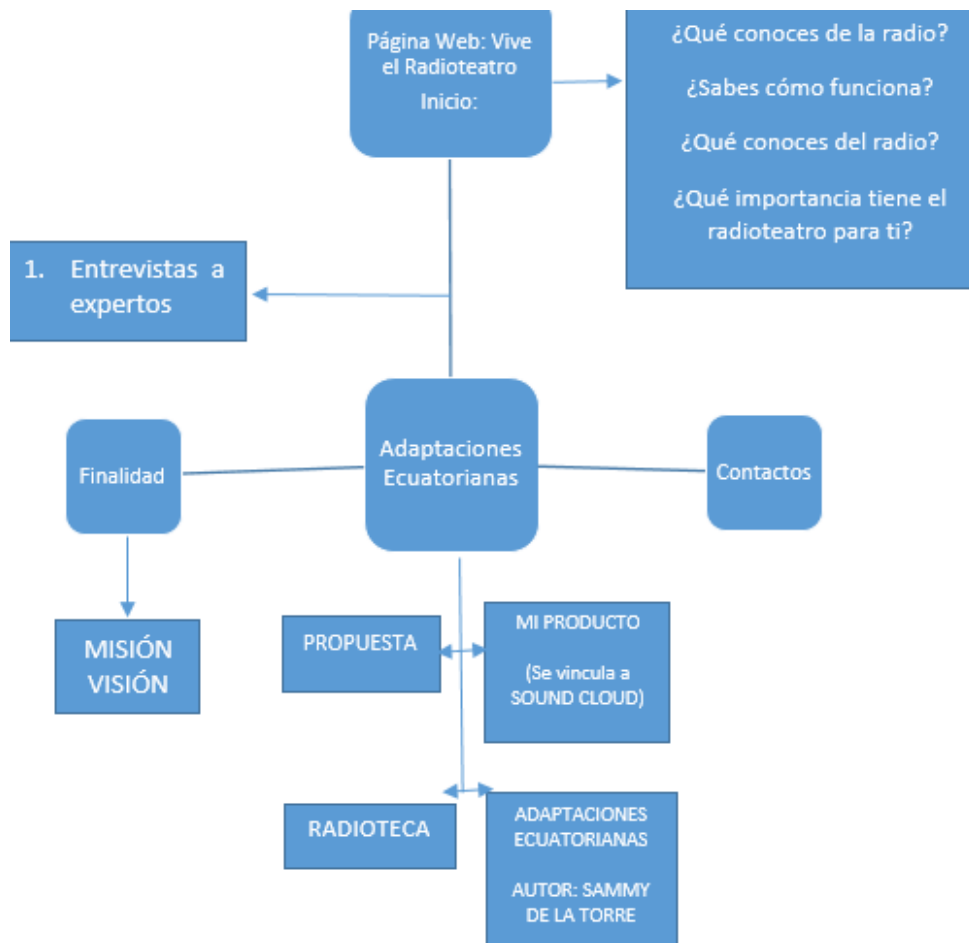 Página Web: Vive
el Radioteatro
Inicio:
¿Qué conoces de la radio?
¿Sabes cómo funciona?
¿Qué conoces del radio?
¿Qué importancia tiene el
radioteatro para ti?
1. Entrevistas a
expertos
Finalidad
Adaptaciones
Ecuatorianas
Contactos
MISIÓN
VISIÓN
PROPUESTA
MI PRODUCTO
(Se vincula a
SOUND CLOUD)
RADIOTECA
ADAPTACIONES
ECUATORIANAS
AUTOR: SAMMY
DE LA TORRE